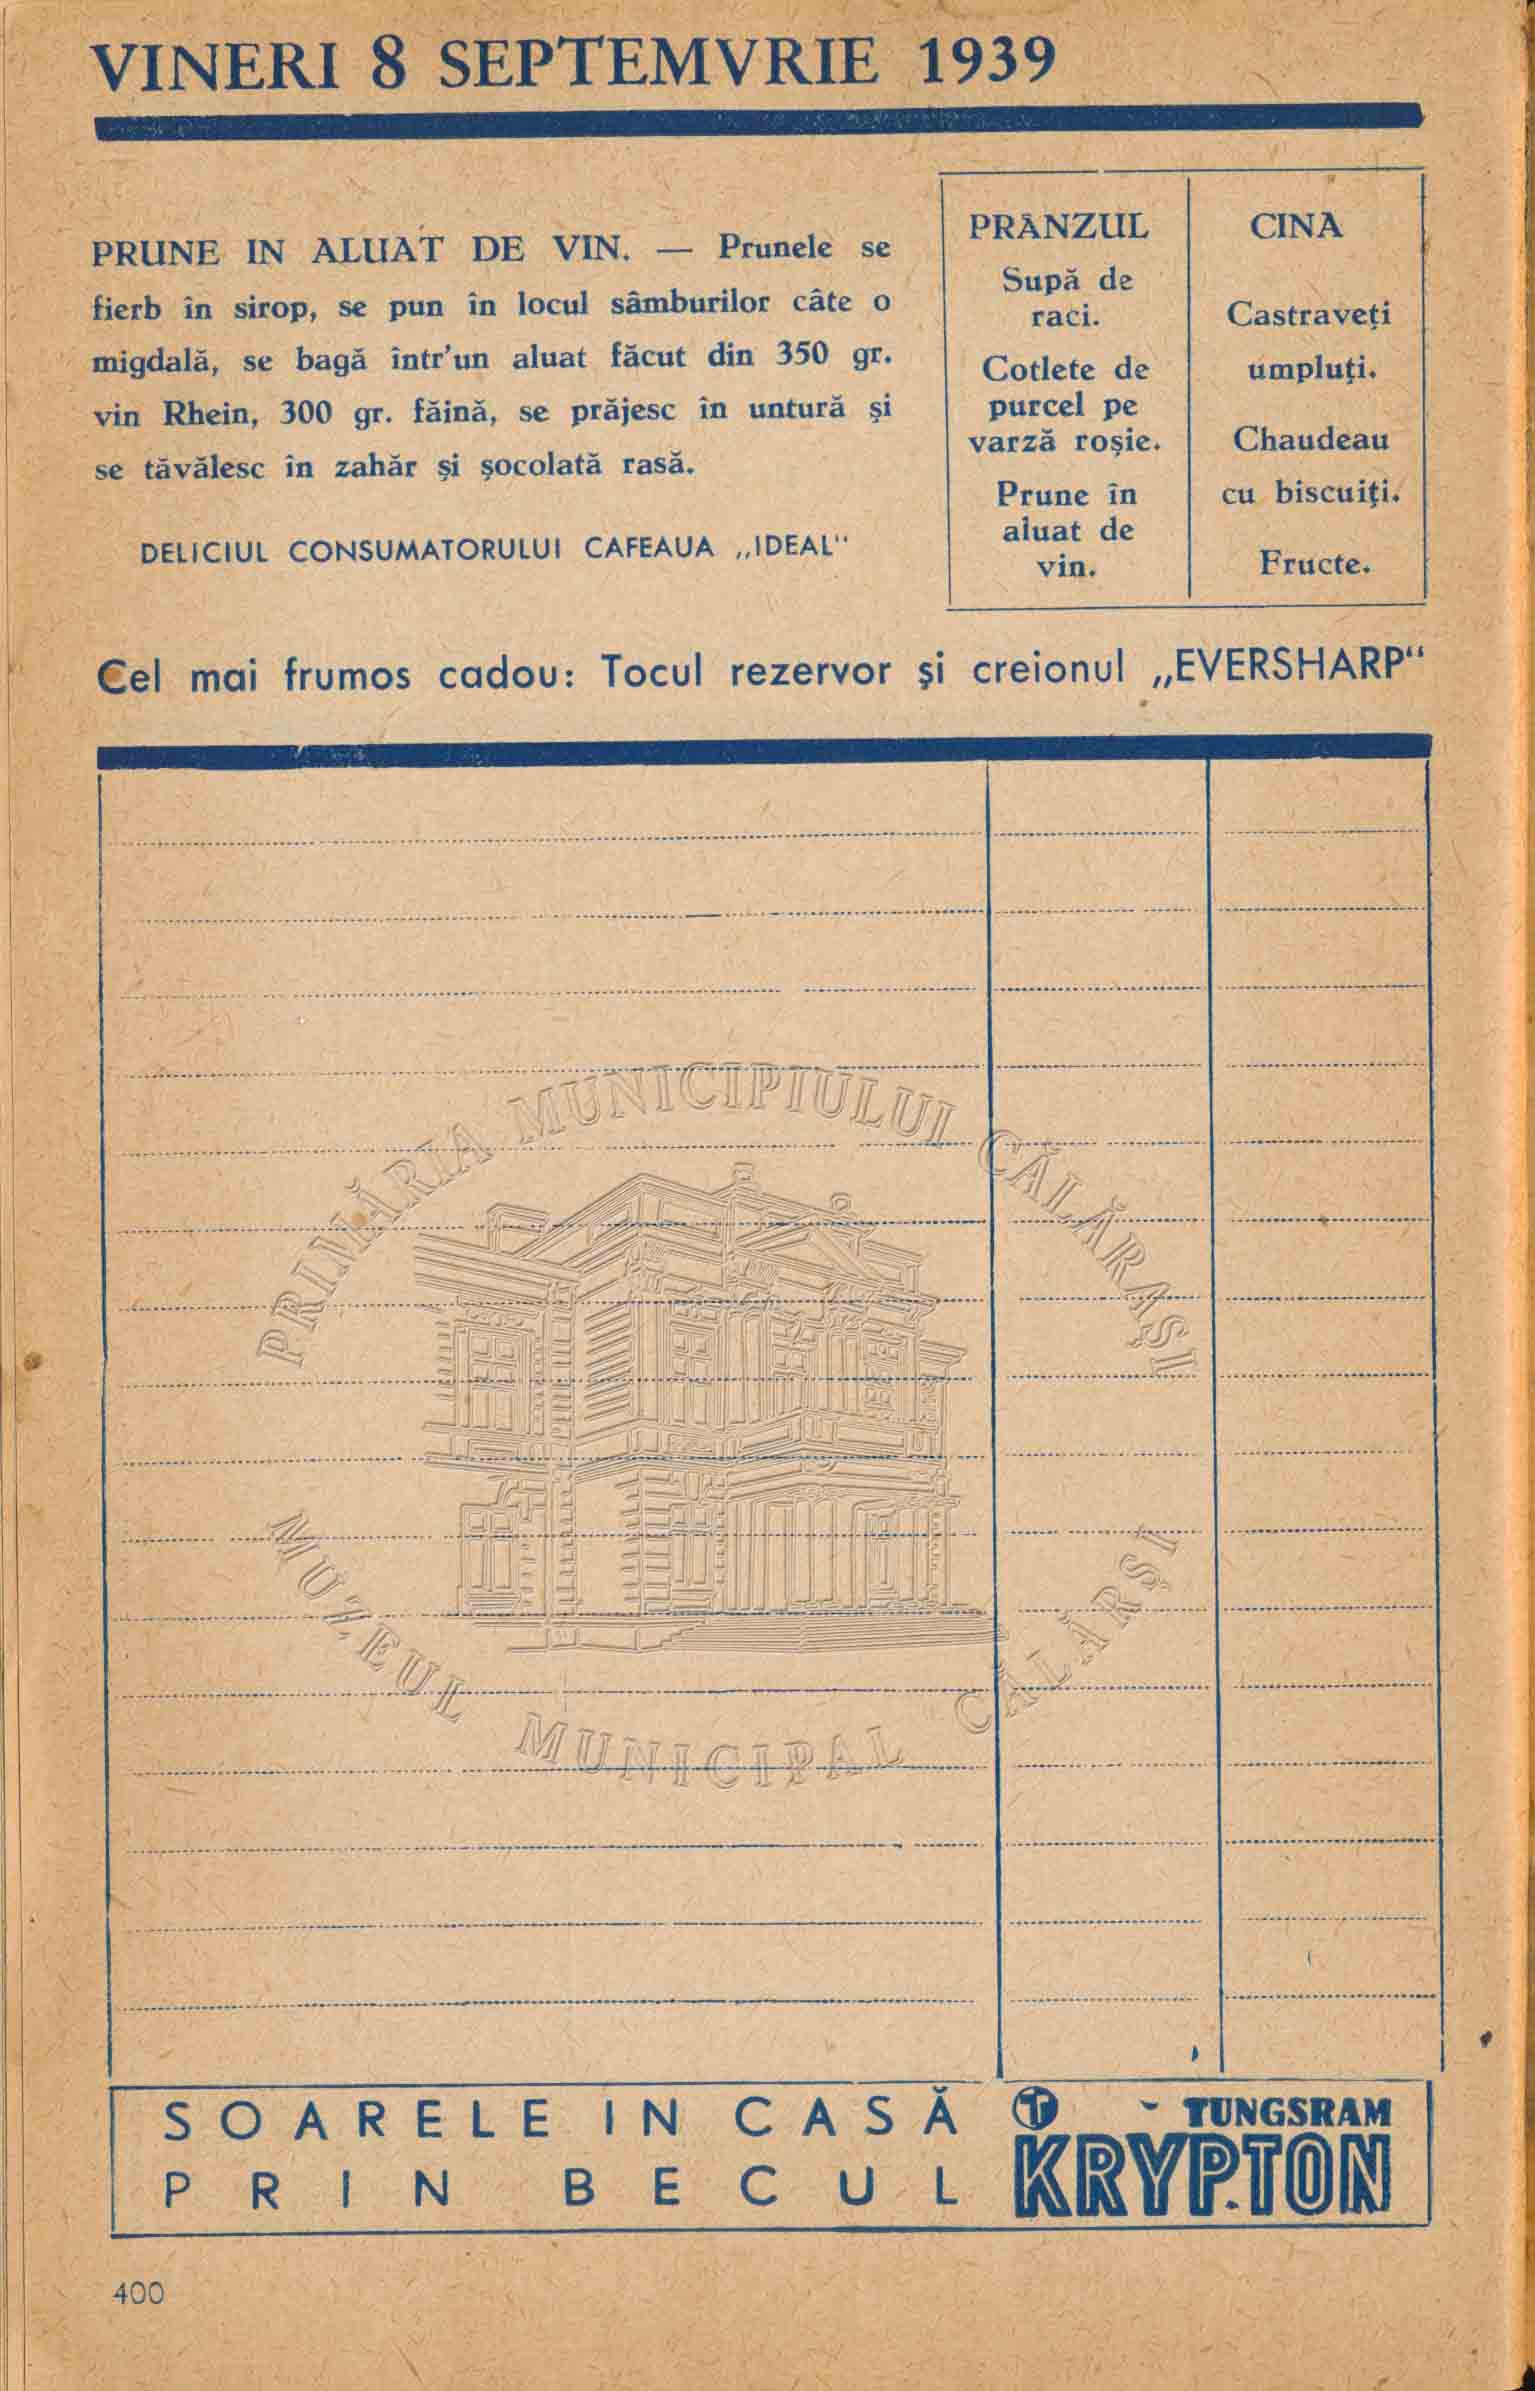 VINERI 8 SEPTEMVRIE 1939
PRUNE IN ALUAT DE VIN. — Prunele se
fierb în sirop, se pun în locul sâmburilor câte o
migdală, se bagă într'un aluat făcut din 350 gr.
vin Rhein, 300 gr. făină, se prăjesc în untură și
se tăvălesc în zahăr și șocolată rasă.
DELICIUL CONSUMATORULUI CAFEAUA „IDEAL"
PRÂNZUL
Supă de
raci.
Cotlete de
purcel pe
varză roșie.
Prune în
aluat de
vin.
CINA
Castraveți
umpluți.
Chaudeau
cu biscuiți.
Fructe.
Cel mai frumos cadou: Tocul rezervor și creionul „EVERSHARP"
PRIMĂRIA MUNICIPIULUI CĂLĂRAȘI
MUZEUL MUNICIPAL CĂLĂRȘI
SOARELE IN CASĂ
PRIN BECUL
T TUNGSRAM
KRYPTON
400